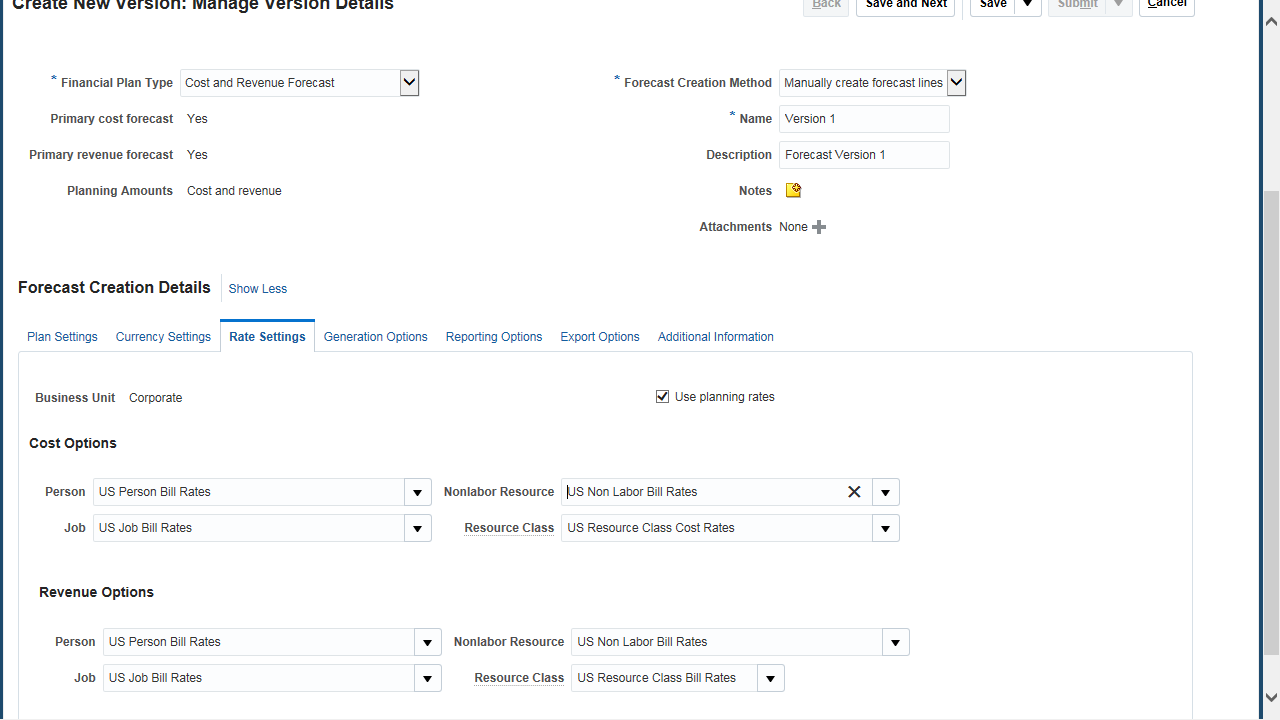 Create New Version: Manage Version Details
Back Save and Next Save Submit Cancel
* Financial Plan Type Cost and Revenue Forecast * Forecast Creation Method Manually create forecast lines
Primary cost forecast Yes * Name Version 1
Primary revenue forecast Yes Description Forecast Version 1
Planning Amounts Cost and revenue Notes
Attachments None
Forecast Creation Details Show Less
Plan Settings Currency Settings Rate Settings Generation Options Reporting Options Export Options Additional Information
Business Unit Corporate Use planning rates
Cost Options
Person US Person Bill Rates Nonlabor Resource US Non Labor Bill Rates
Job US Job Bill Rates Resource Class US Resource Class Cost Rates
Revenue Options
Person US Person Bill Rates Nonlabor Resource US Non Labor Bill Rates
Job US Job Bill Rates Resource Class US Resource Class Bill Rates